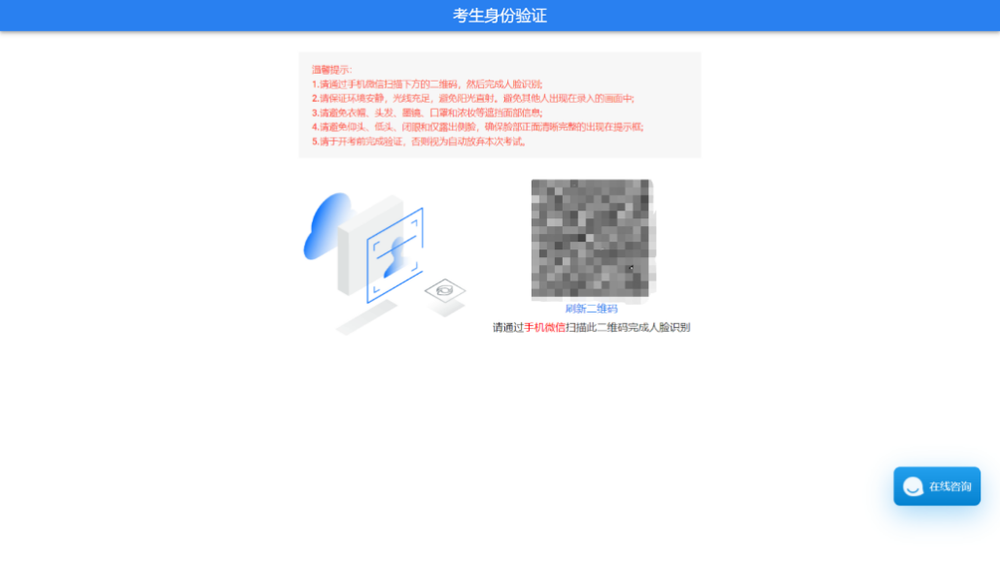 考生身份验证
温馨提示:
1.请通过手机微信扫描下方的二维码，然后完成人脸识别;
2.请保证环境安静，光线充足，避免阳光直射。避免其他人出现在录入的画面中;
3.请避免衣帽、头发、墨镜、口罩和浓妆等遮挡面部信息;
4.请避免仰头、低头、闭眼和仅露出侧脸，确保脸部正面清晰完整的出现在提示框;
5.请于开考前完成验证，否则视为自动放弃本次考试。
刷新二维码
请通过手机微信扫描此二维码完成人脸识别
在线咨询